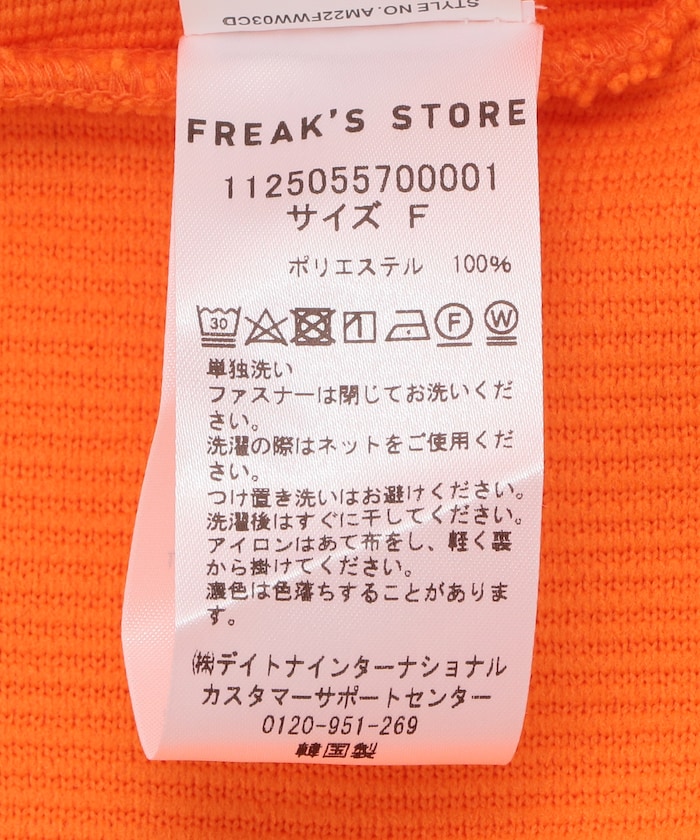 STYLE NO.AM22FWW03CD
FREAK'S STORE
1125055700001
サイズ F
ポリエステル 100%
30 F W
単独洗い
ファスナーは閉じてお洗いくだ
さい。
洗濯の際はネットをご使用くだ
さい。
つけ置き洗いはお避けください。
洗濯後はすぐに干してください。
アイロンはあて布をし、軽く裏
から掛けてください。
濃色は色落ちすることがありま
す。
㈱デイトナインターナショナル
カスタマーサポートセンター
0120-951-269
韓国製